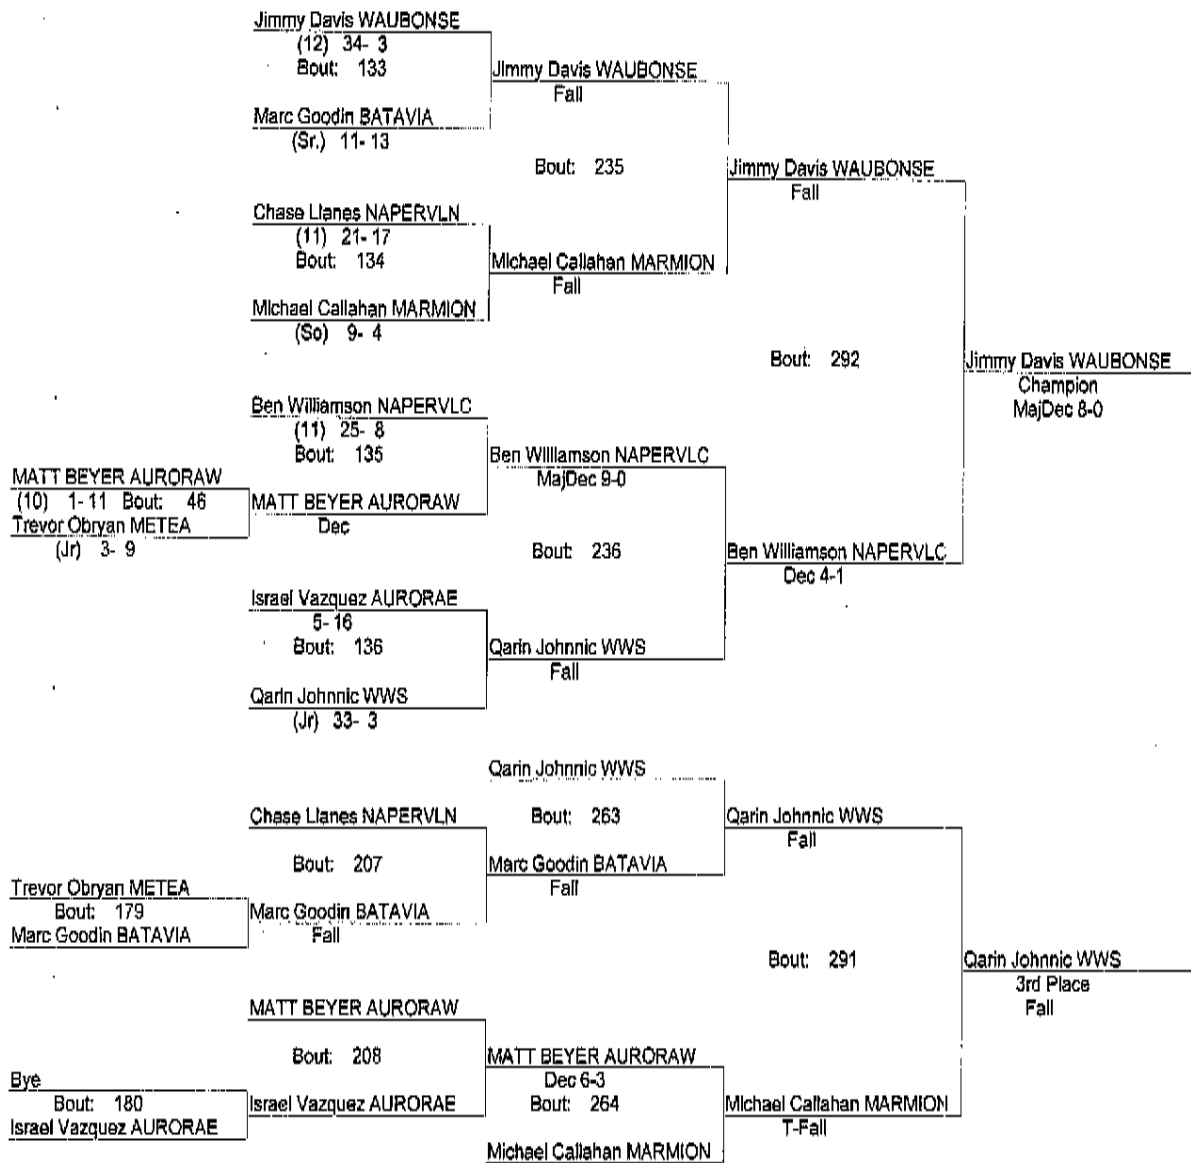 Jimmy Davis WAUBONSE
(12) 34- 3
Bout: 133
Jimmy Davis WAUBONSE
Fall
Marc Goodin BATAVIA
(Sr.) 11- 13
Bout: 235
Jimmy Davis WAUBONSE
Fall
Chase Llanes NAPERVLN
(11) 21- 17
Bout: 134
Michael Callahan MARMION
Fall
Michael Callahan MARMION
(So) 9- 4
Bout: 292
Jimmy Davis WAUBONSE
Champion
MajDec 8-0
Ben Williamson NAPERVLC
(11) 25- 8
Bout: 135
Ben Williamson NAPERVLC
MajDec 9-0
MATT BEYER AURORAW
(10) 1- 11 Bout: 46
MATT BEYER AURORAW
Dec
Trevor Obryan METEA
(Jr) 3- 9
Bout: 236
Ben Williamson NAPERVLC
Dec 4-1
Israel Vazquez AURORAE
5- 16
Bout: 136
Qarin Johnnic WWS
Fall
Qarin Johnnic WWS
(Jr) 33- 3
Qarin Johnnic WWS
Chase Llanes NAPERVLN
Bout: 263
Qarin Johnnic WWS
Fall
Bout: 207
Marc Goodin BATAVIA
Fall
Trevor Obryan METEA
Bout: 179
Marc Goodin BATAVIA
Fall
Marc Goodin BATAVIA
Bout: 291
Qarin Johnnic WWS
3rd Place
Fall
MATT BEYER AURORAW
Bout: 208
MATT BEYER AURORAW
Dec 6-3
Bye
Bout: 180
Israel Vazquez AURORAE
Israel Vazquez AURORAE
Bout: 264
Michael Callahan MARMION
T-Fall
Michael Callahan MARMION